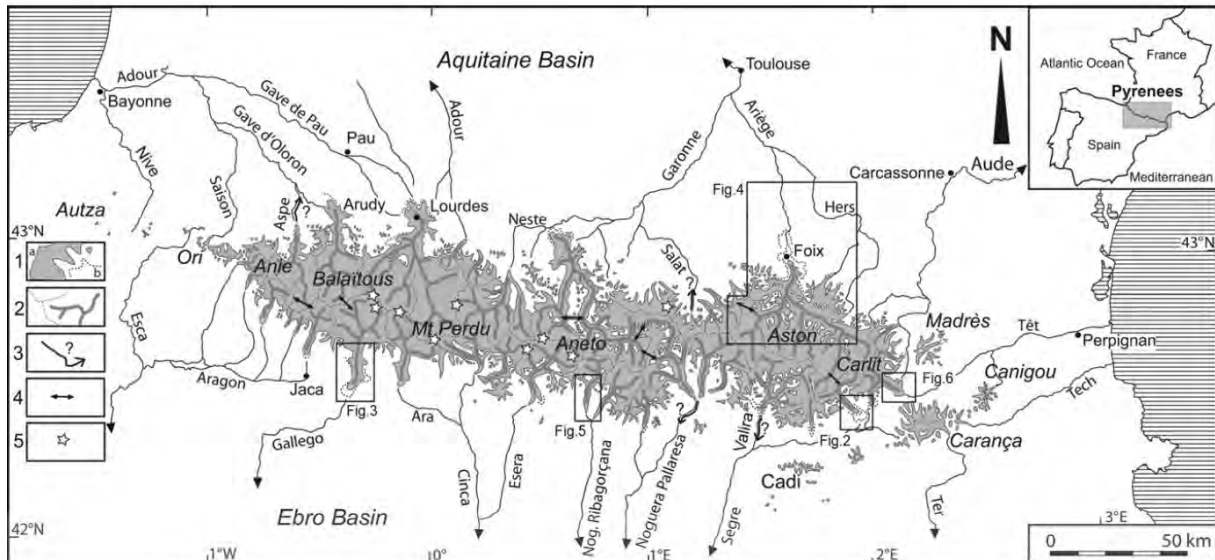 Aquitaine Basin
N
Toulouse
Atlantic Ocean
France
Pyrenees
Spain
Mediterranean
Adour
Bayonne
Nive
Gave de Pau
Gave d'Oloron
Pau
Adour
Saison
Aspe
?
Arudy
Lourdes
Neste
Garonne
Ariège
Salat
?
Fig.4
Hers
Foix
Carcassonne
Aude
Autza
43°N
43°N
Ori
Anie
Balaïtous
Mt Perdu
Aneto
Aston
Carlit
Madrès
Têt
Perpignan
Canigou
Tech
Carança
Fig.6
Fig.2
Fig.3
Fig.5
Esca
Aragon
Jaca
Gallego
Ara
Cinca
Esera
Nog. Ribagorçana
?
Noguera Pallaresa
Valira
?
Segre
Cadi
Ter
1
a
b
2
3
?
4
5
Ebro Basin
42°N
1°W
0°
1°E
2°E
3°E
0
50 km